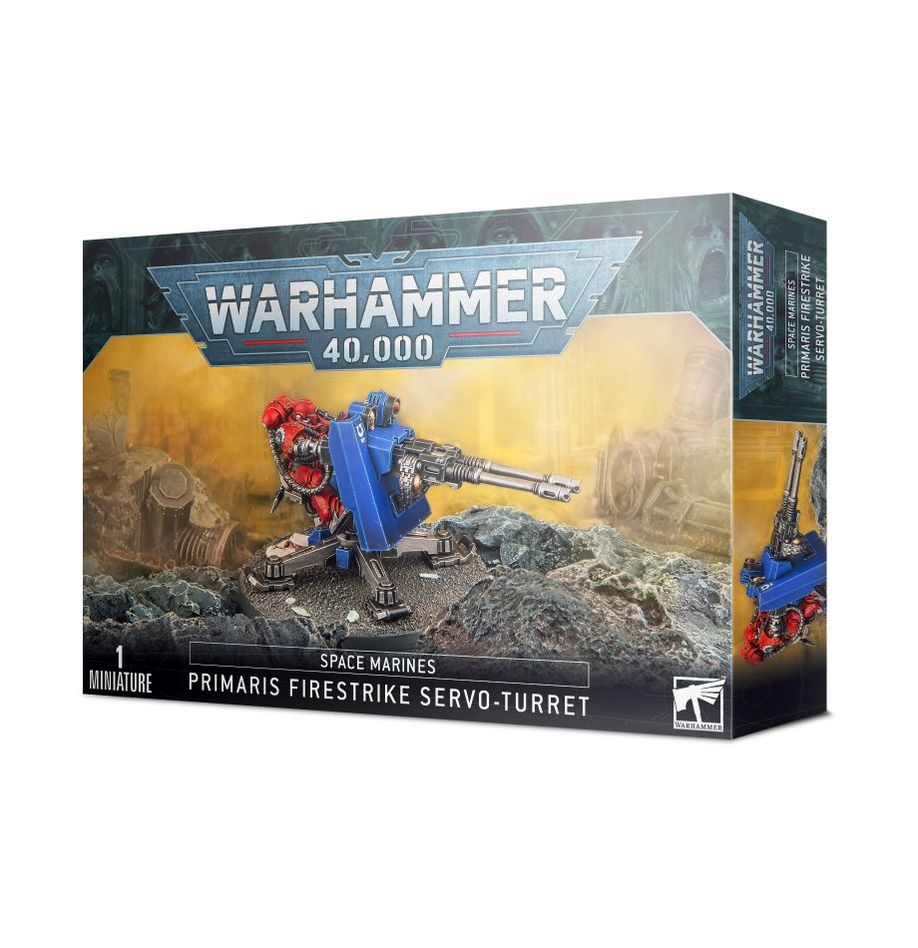 WARHAMMER
40,000
™
SPACE MARINES
PRIMARIS FIRESTRIKE SERVO-TURRET
1
MINIATURE
WARHAMMER
40,000
SPACE MARINES
PRIMARIS FIRESTRIKE
SERVO-TURRET
WARHAMMER